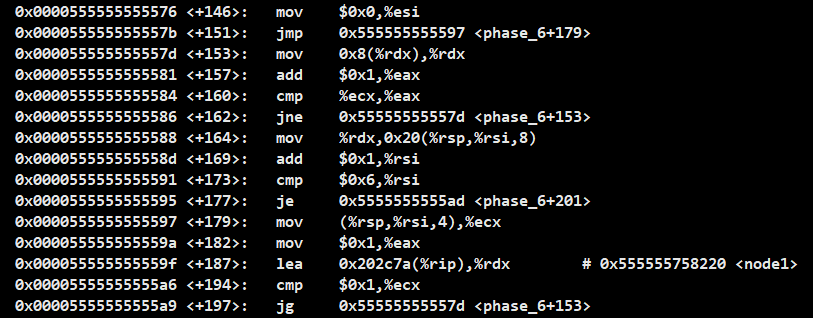 0x0000555555555576 <+146>: mov $0x0,%esi
0x000055555555557b <+151>: jmp 0x555555555597 <phase_6+179>
0x000055555555557d <+153>: mov 0x8(%rdx),%rdx
0x0000555555555581 <+157>: add $0x1,%eax
0x0000555555555584 <+160>: cmp %ecx,%eax
0x0000555555555586 <+162>: jne 0x55555555557d <phase_6+153>
0x0000555555555588 <+164>: mov %rdx,0x20(%rsp,%rsi,8)
0x000055555555558d <+169>: add $0x1,%rsi
0x0000555555555591 <+173>: cmp $0x6,%rsi
0x0000555555555595 <+177>: je 0x5555555555ad <phase_6+201>
0x0000555555555597 <+179>: mov (%rsp,%rsi,4),%ecx
0x000055555555559a <+182>: mov $0x1,%eax
0x000055555555559f <+187>: lea 0x202c7a(%rip),%rdx # 0x555555758220 <node1>
0x00005555555555a6 <+194>: cmp $0x1,%ecx
0x00005555555555a9 <+197>: jg 0x55555555557d <phase_6+153>